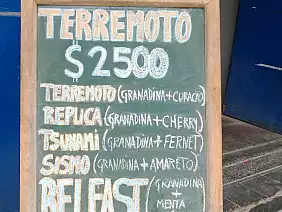 TERREMOTO
$2500
TERREMOTO (GRANADINA+CURACAO)
REPLICA (GRANADINA+CHERRY)
TSUNAMI (GRANADINA+FERNET)
SISMO (GRANADINA+AMARETO)
BELFAST (GRANADINA
+
MENTA